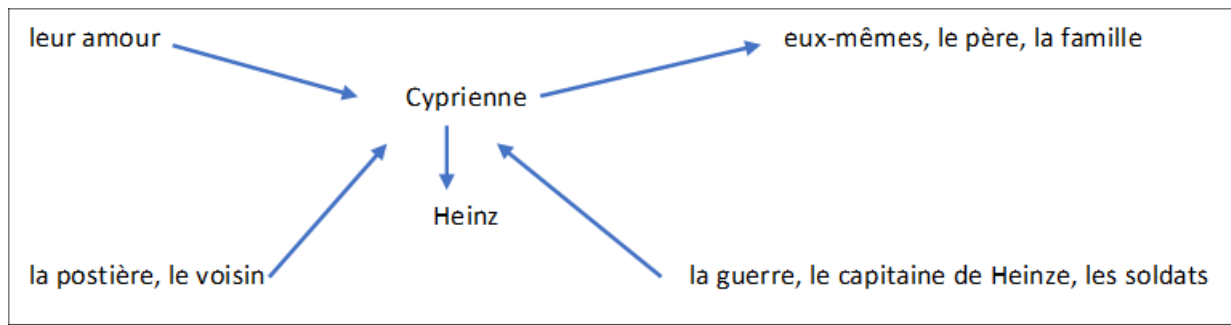 leur amour
eux-mêmes, le père, la famille
Cyprienne
Heinz
la postière, le voisin
la guerre, le capitaine de Heinze, les soldats